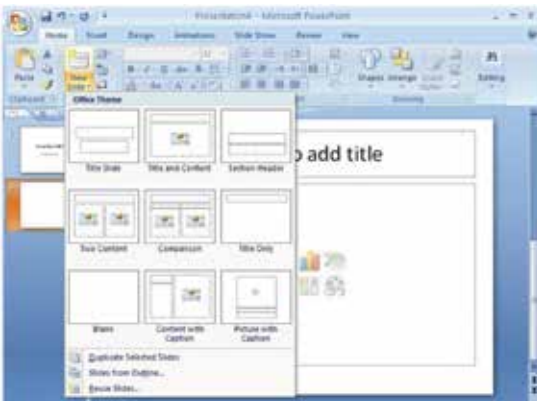 Presentation4 - Microsoft PowerPoint
Home Insert Design Animations Slide Show Review View
Paste New Slide Shapes Arrange Editing
Clipboard Drawing
Office Theme
Title Slide Title and Content Section Header
Two Content Comparison Title Only
Blank Content with Caption Picture with Caption
o add title
Duplicate Selected Slides
Slides from Outline...
Reuse Slides...